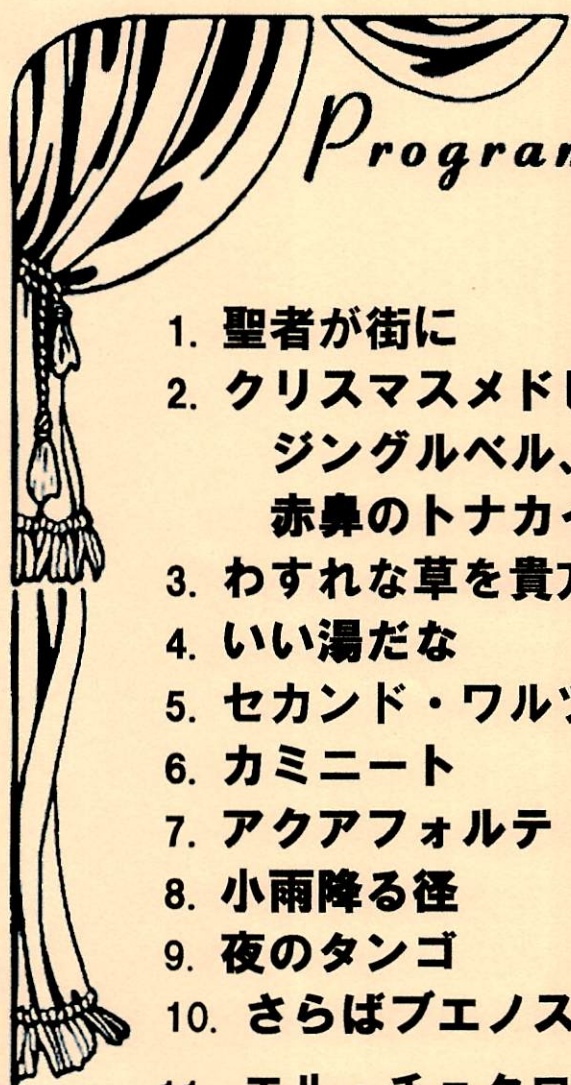 Program
1. 聖者が街に
2. クリスマスメドレ
ジングルベル、
赤鼻のトナカイ
3. わすれな草を貴方
4. いい湯だな
5. セカンド・ワルツ
6. カミニート
7. アクアフォルテ
8. 小雨降る径
9. 夜のタンゴ
10. さらばブエノス